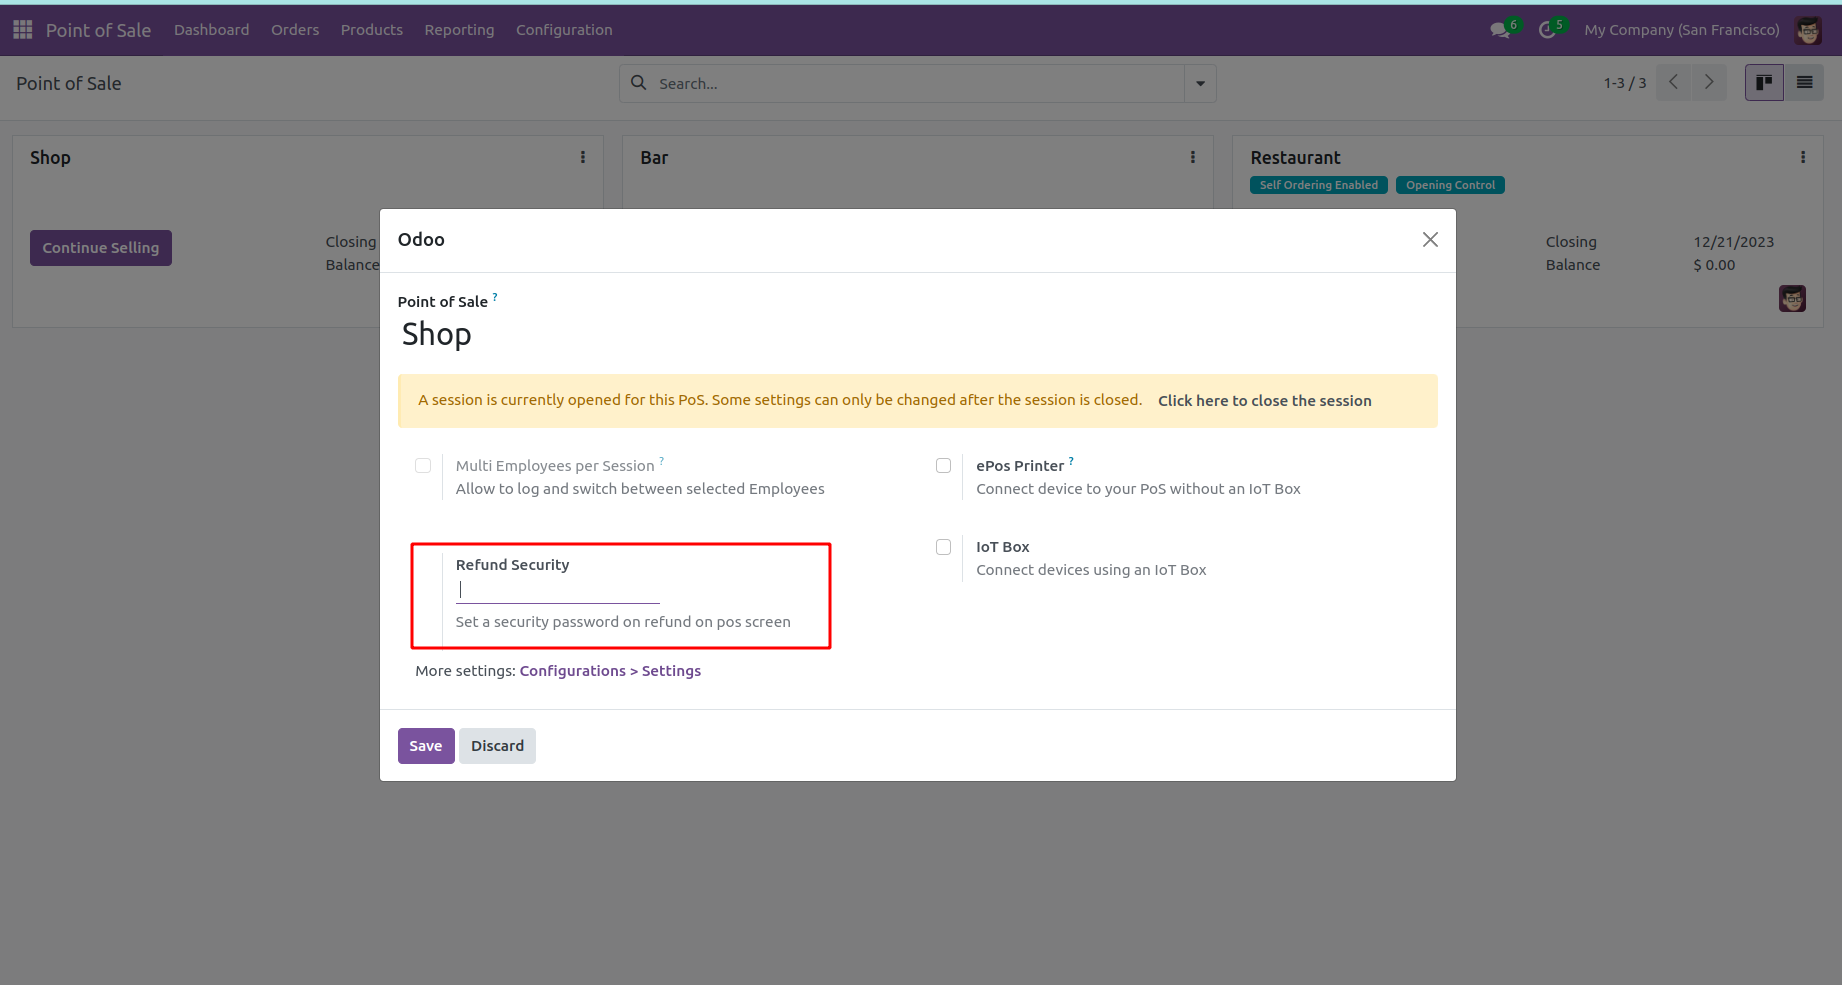 Point of Sale Dashboard Orders Products Reporting Configuration 6 5 My Company (San Francisco)
Point of Sale Search... 1-3 / 3
Shop Bar Restaurant
Self Ordering Enabled Opening Control
Continue Selling Closing Closing 12/21/2023
Balance Balance $ 0.00
Odoo
Point of Sale ?
Shop
A session is currently opened for this PoS. Some settings can only be changed after the session is closed. Click here to close the session
Multi Employees per Session ? ePos Printer ?
Allow to log and switch between selected Employees Connect device to your PoS without an IoT Box
IoT Box
Refund Security
Connect devices using an IoT Box
Set a security password on refund on pos screen
More settings: Configurations > Settings
Save Discard